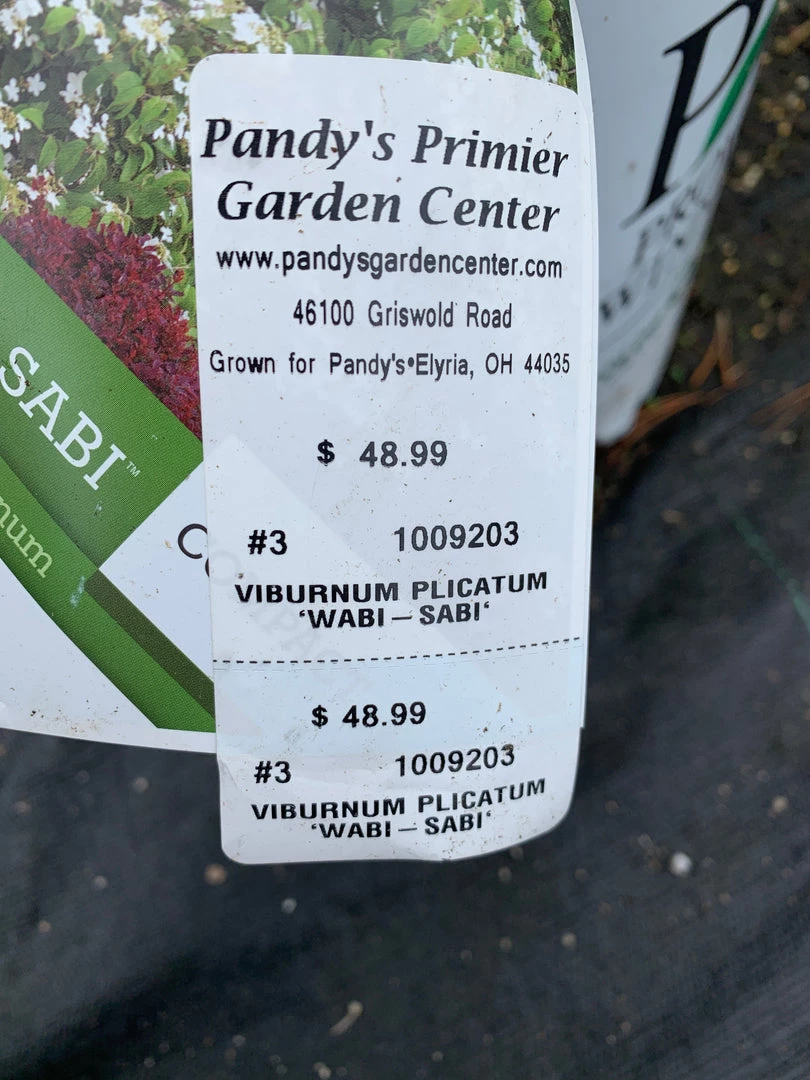 Pandy's Primier
Garden Center
www.pandysgardencenter.com
46100 Griswold Road
Grown for Pandy's•Elyria, OH 44035
$ 48.99
#3 1009203
VIBURNUM PLICATUM
‘WABI – SABI‘
$ 48.99
#3 1009203
VIBURNUM PLICATUM
‘WABI – SABI‘
SABI™